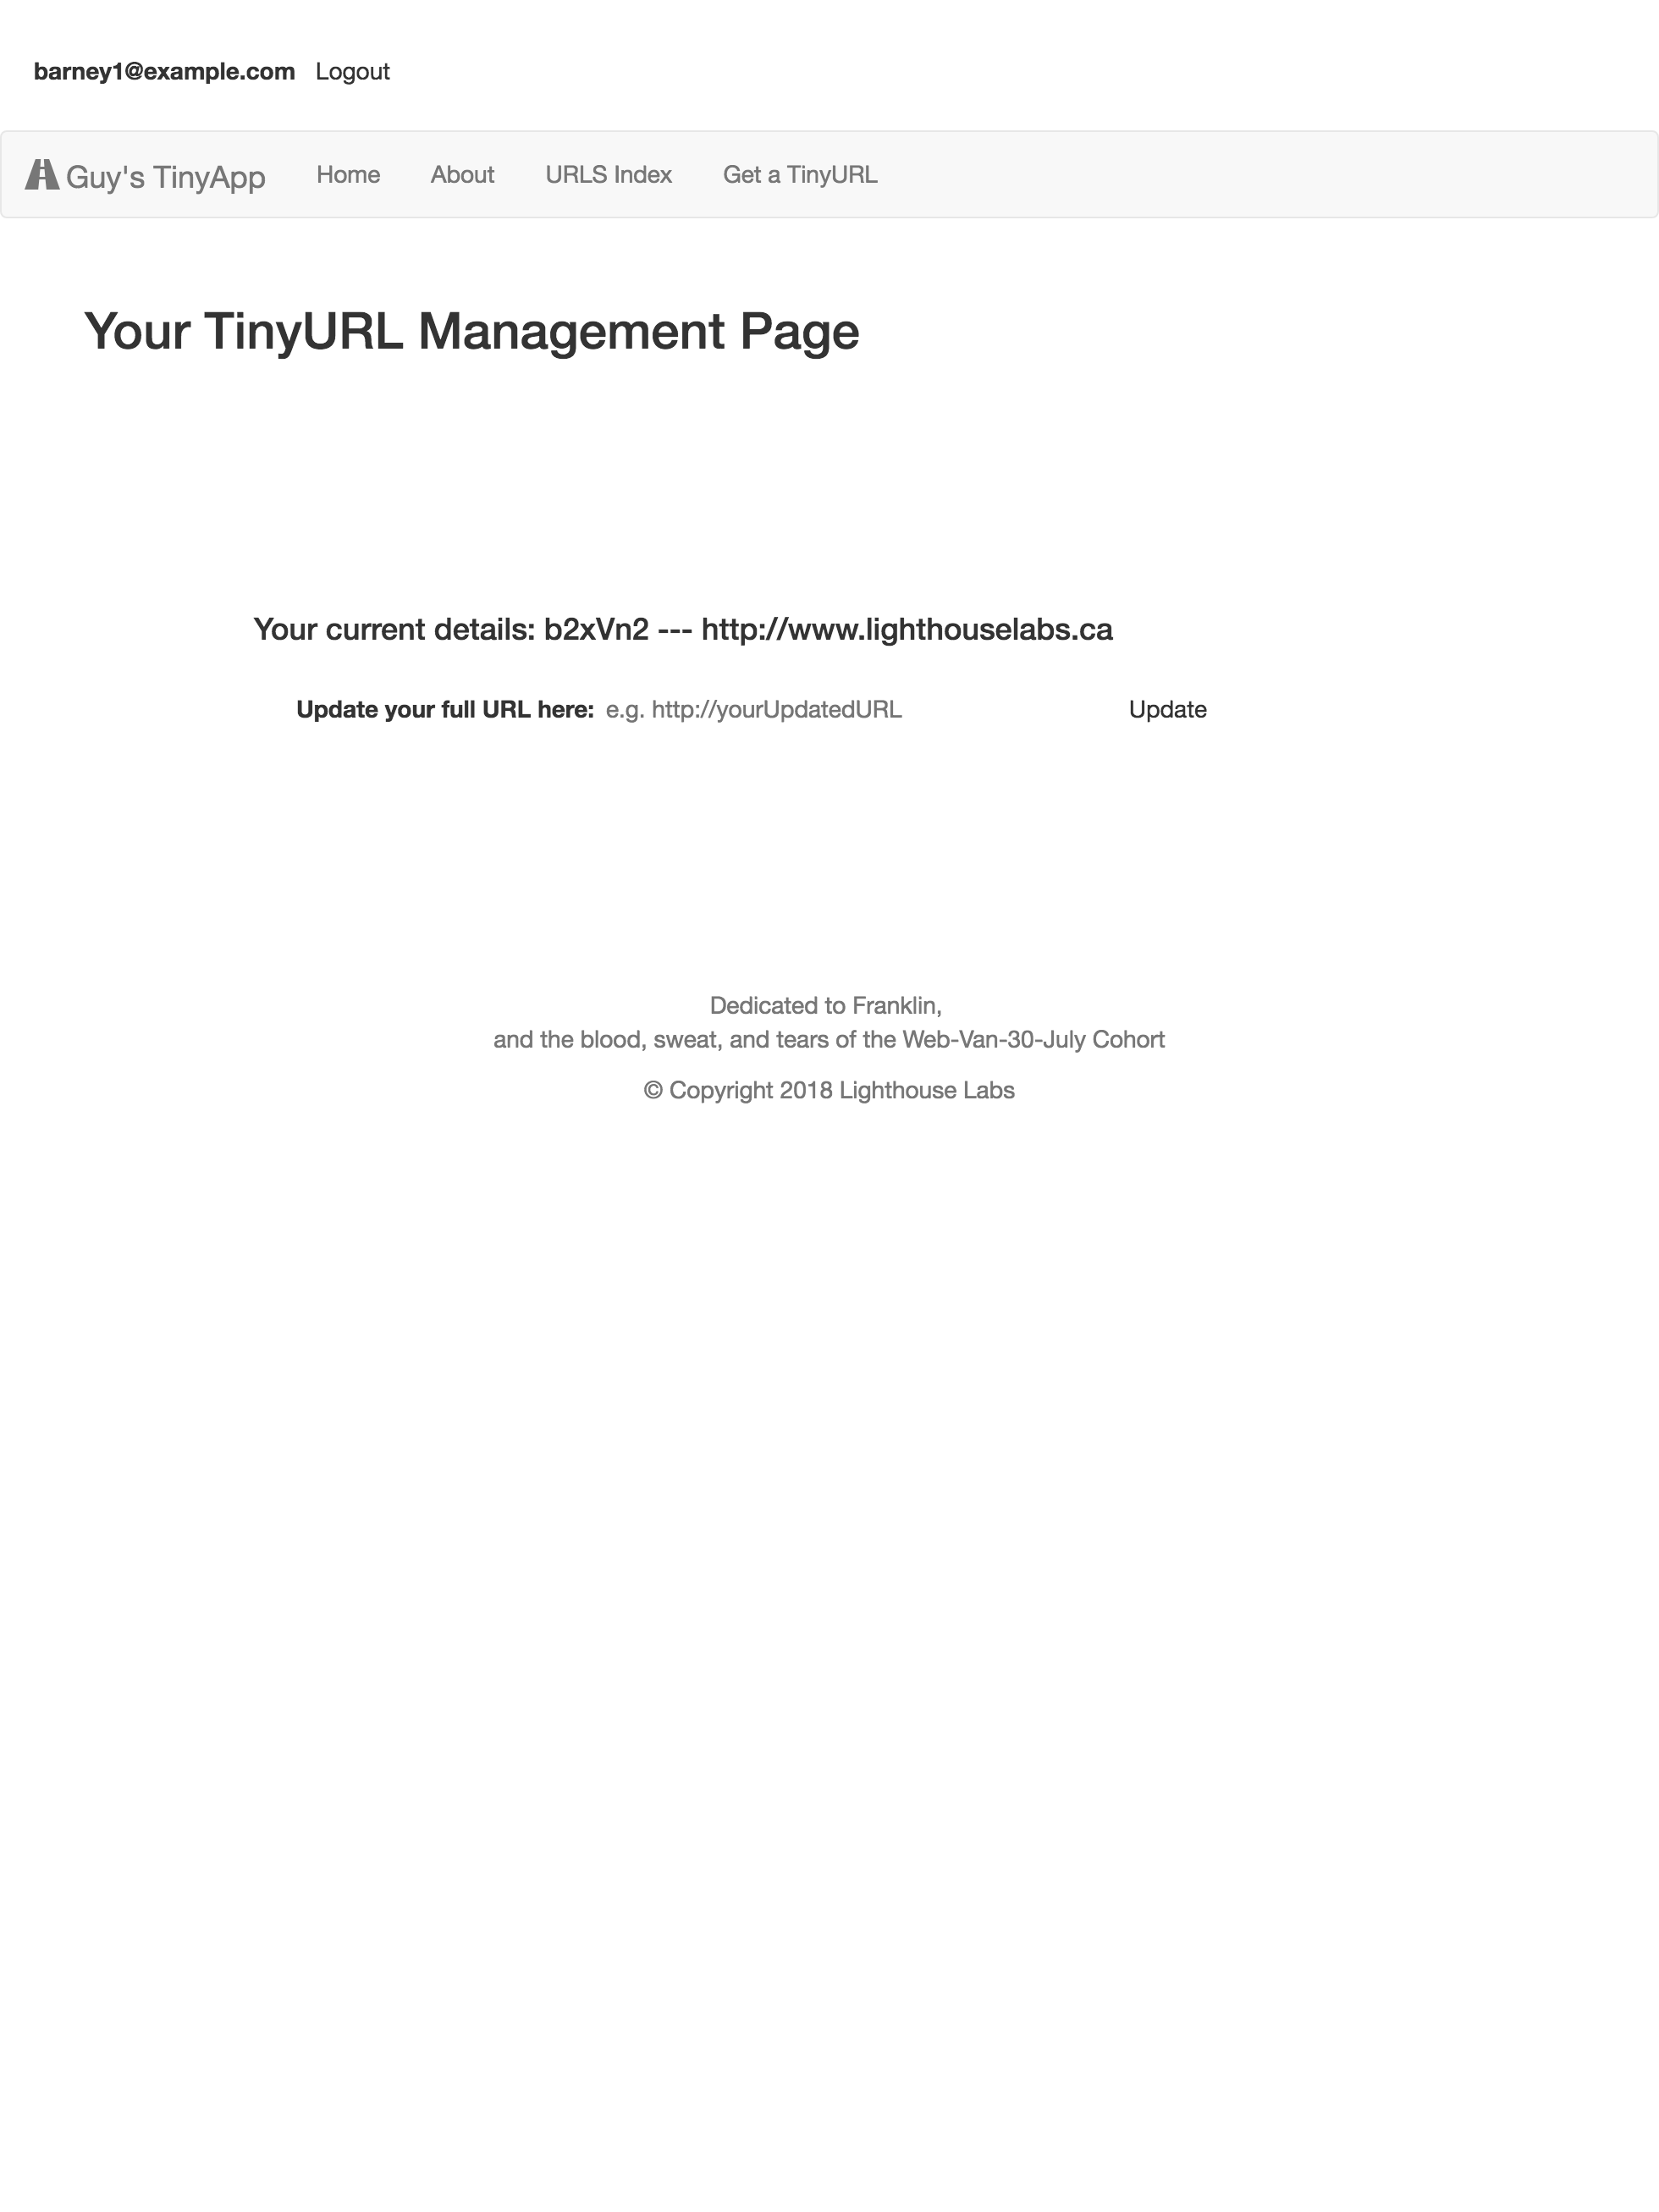 barney1@example.com Logout
Guy's TinyApp Home About URLS Index Get a TinyURL
Your TinyURL Management Page
Your current details: b2xVn2 --- http://www.lighthouselabs.ca
Update your full URL here: e.g. http://yourUpdatedURL Update
Dedicated to Franklin,
and the blood, sweat, and tears of the Web-Van-30-July Cohort
© Copyright 2018 Lighthouse Labs